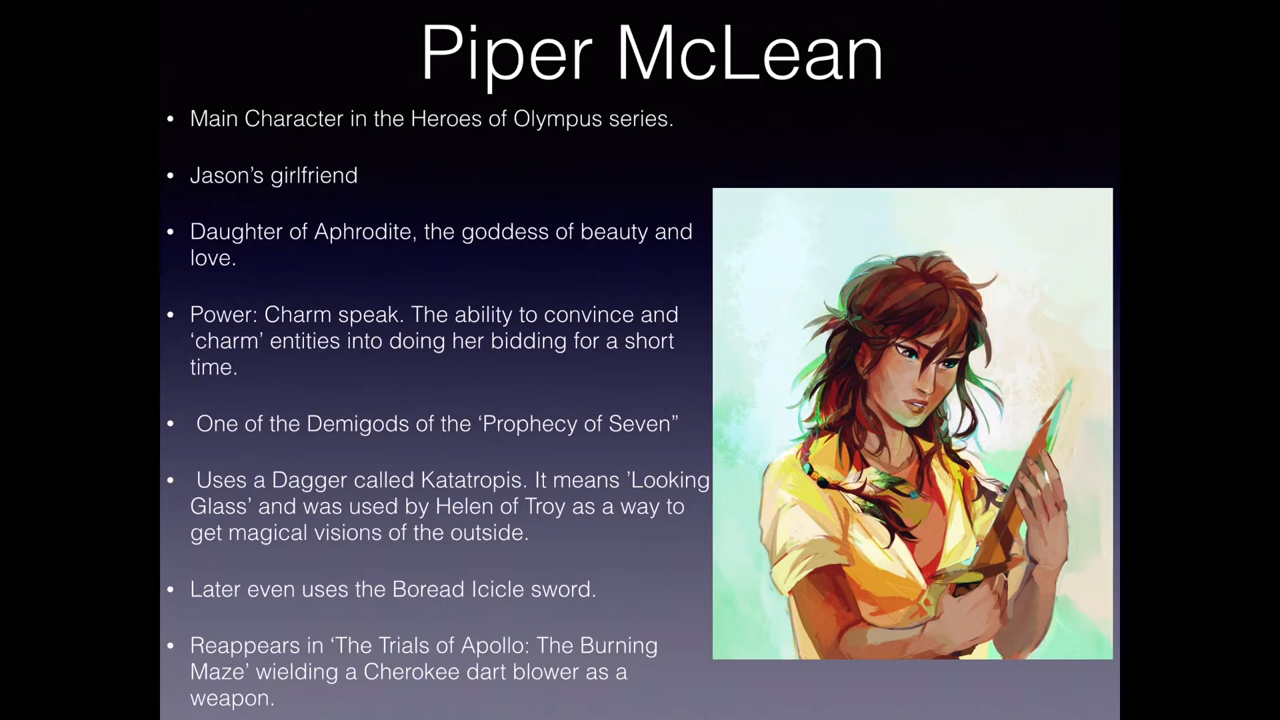 Piper McLean
• Main Character in the Heroes of Olympus series.
• Jason’s girlfriend
• Daughter of Aphrodite, the goddess of beauty and
love.
• Power: Charm speak. The ability to convince and
‘charm’ entities into doing her bidding for a short
time.
• One of the Demigods of the ‘Prophecy of Seven”
• Uses a Dagger called Katatropis. It means ’Looking
Glass’ and was used by Helen of Troy as a way to
get magical visions of the outside.
• Later even uses the Boread Icicle sword.
• Reappears in ‘The Trials of Apollo: The Burning
Maze’ wielding a Cherokee dart blower as a
weapon.